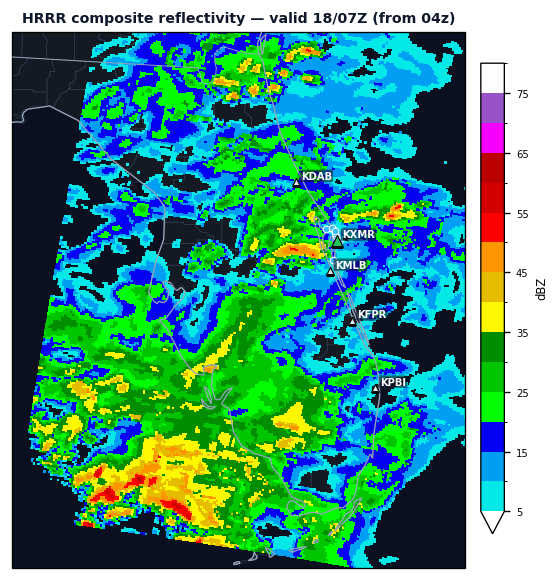 HRRR composite reflectivity — valid 18/07Z (from 04z)
KDAB
KXMR
KMLB
KFPR
KPBI
75
65
55
45
35
25
15
5
dBZ